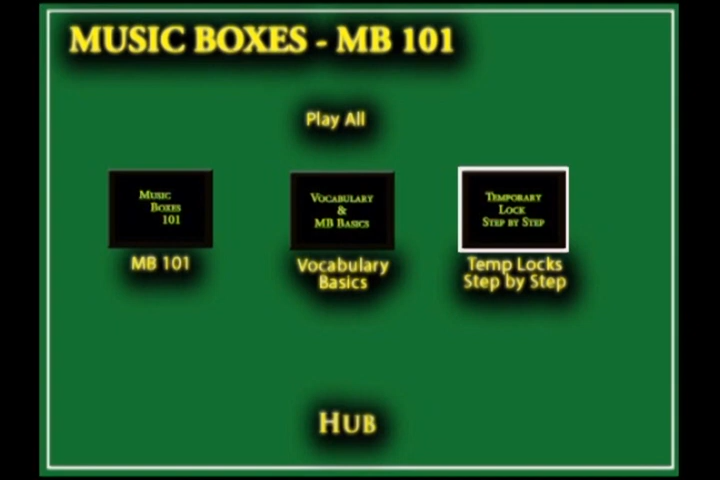 MUSIC BOXES - MB 101
Play All
MUSIC
BOXES
101
VOCABULARY
&
MB BASICS
TEMPORARY
LOCK
STEP BY STEP
MB 101
Vocabulary
Basics
Temp Locks
Step by Step
HUB